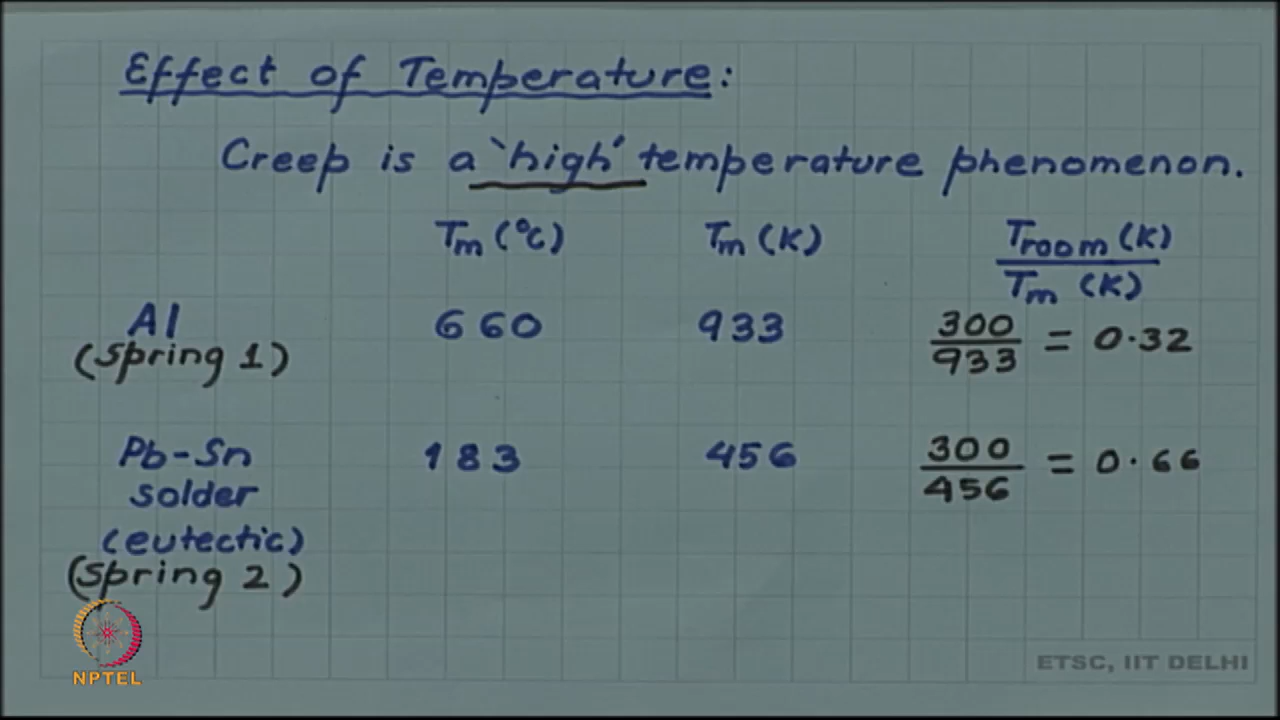 Effect of Temperature:
Creep is a 'high' temperature phenomenon.
Tm (°C) Tm (K) Troom (K) / Tm (K)
Al 660 933 300/933 = 0.32
(Spring 1)
Pb-Sn 183 456 300/456 = 0.66
solder
(eutectic)
(Spring 2)
NPTEL
ETSC, IIT DELHI